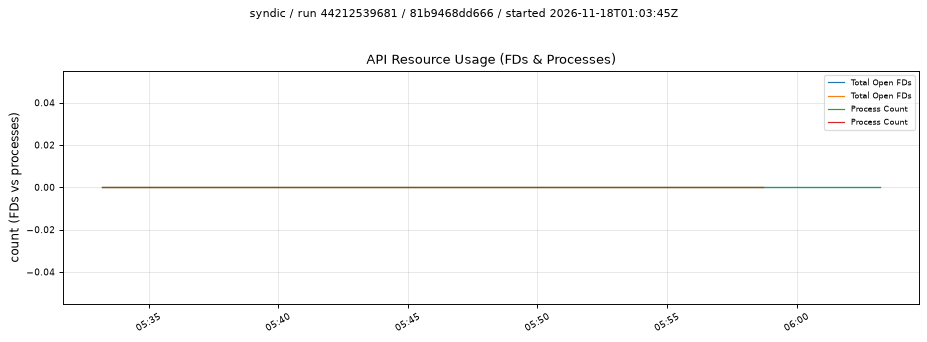 syndic / run 44212539681 / 81b9468dd666 / started 2026-11-18T01:03:45Z
API Resource Usage (FDs & Processes)
count (FDs vs processes)
0.04
0.02
0.00
−0.02
−0.04
Total Open FDs
Total Open FDs
Process Count
Process Count
05:35
05:40
05:45
05:50
05:55
06:00